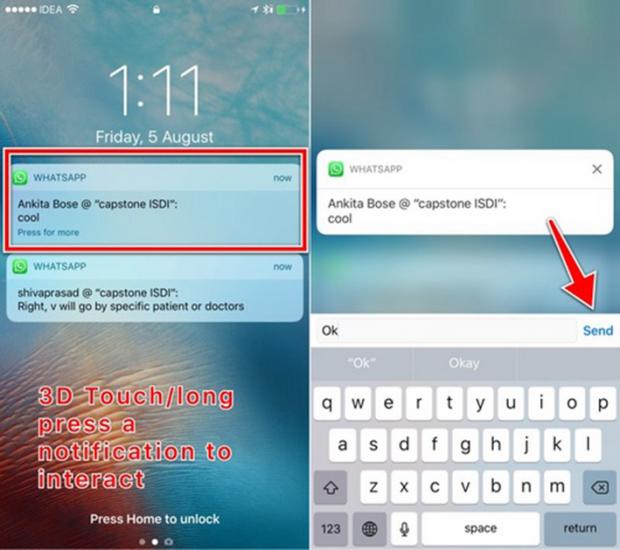 IDEA
1:11
Friday, 5 August
WHATSAPP now
Ankita Bose @ “capstone ISDI”:
cool
Press for more
WHATSAPP now
shivaprasad @ “capstone ISDI”:
Right, v will go by specific patient or doctors
3D Touch/long
press a
notification to
interact
Press Home to unlock
WHATSAPP
Ankita Bose @ “capstone ISDI”:
cool
Ok Send
“Ok” Okay
q w e r t y u i o p
a s d f g h j k l
z x c v b n m
123 space return